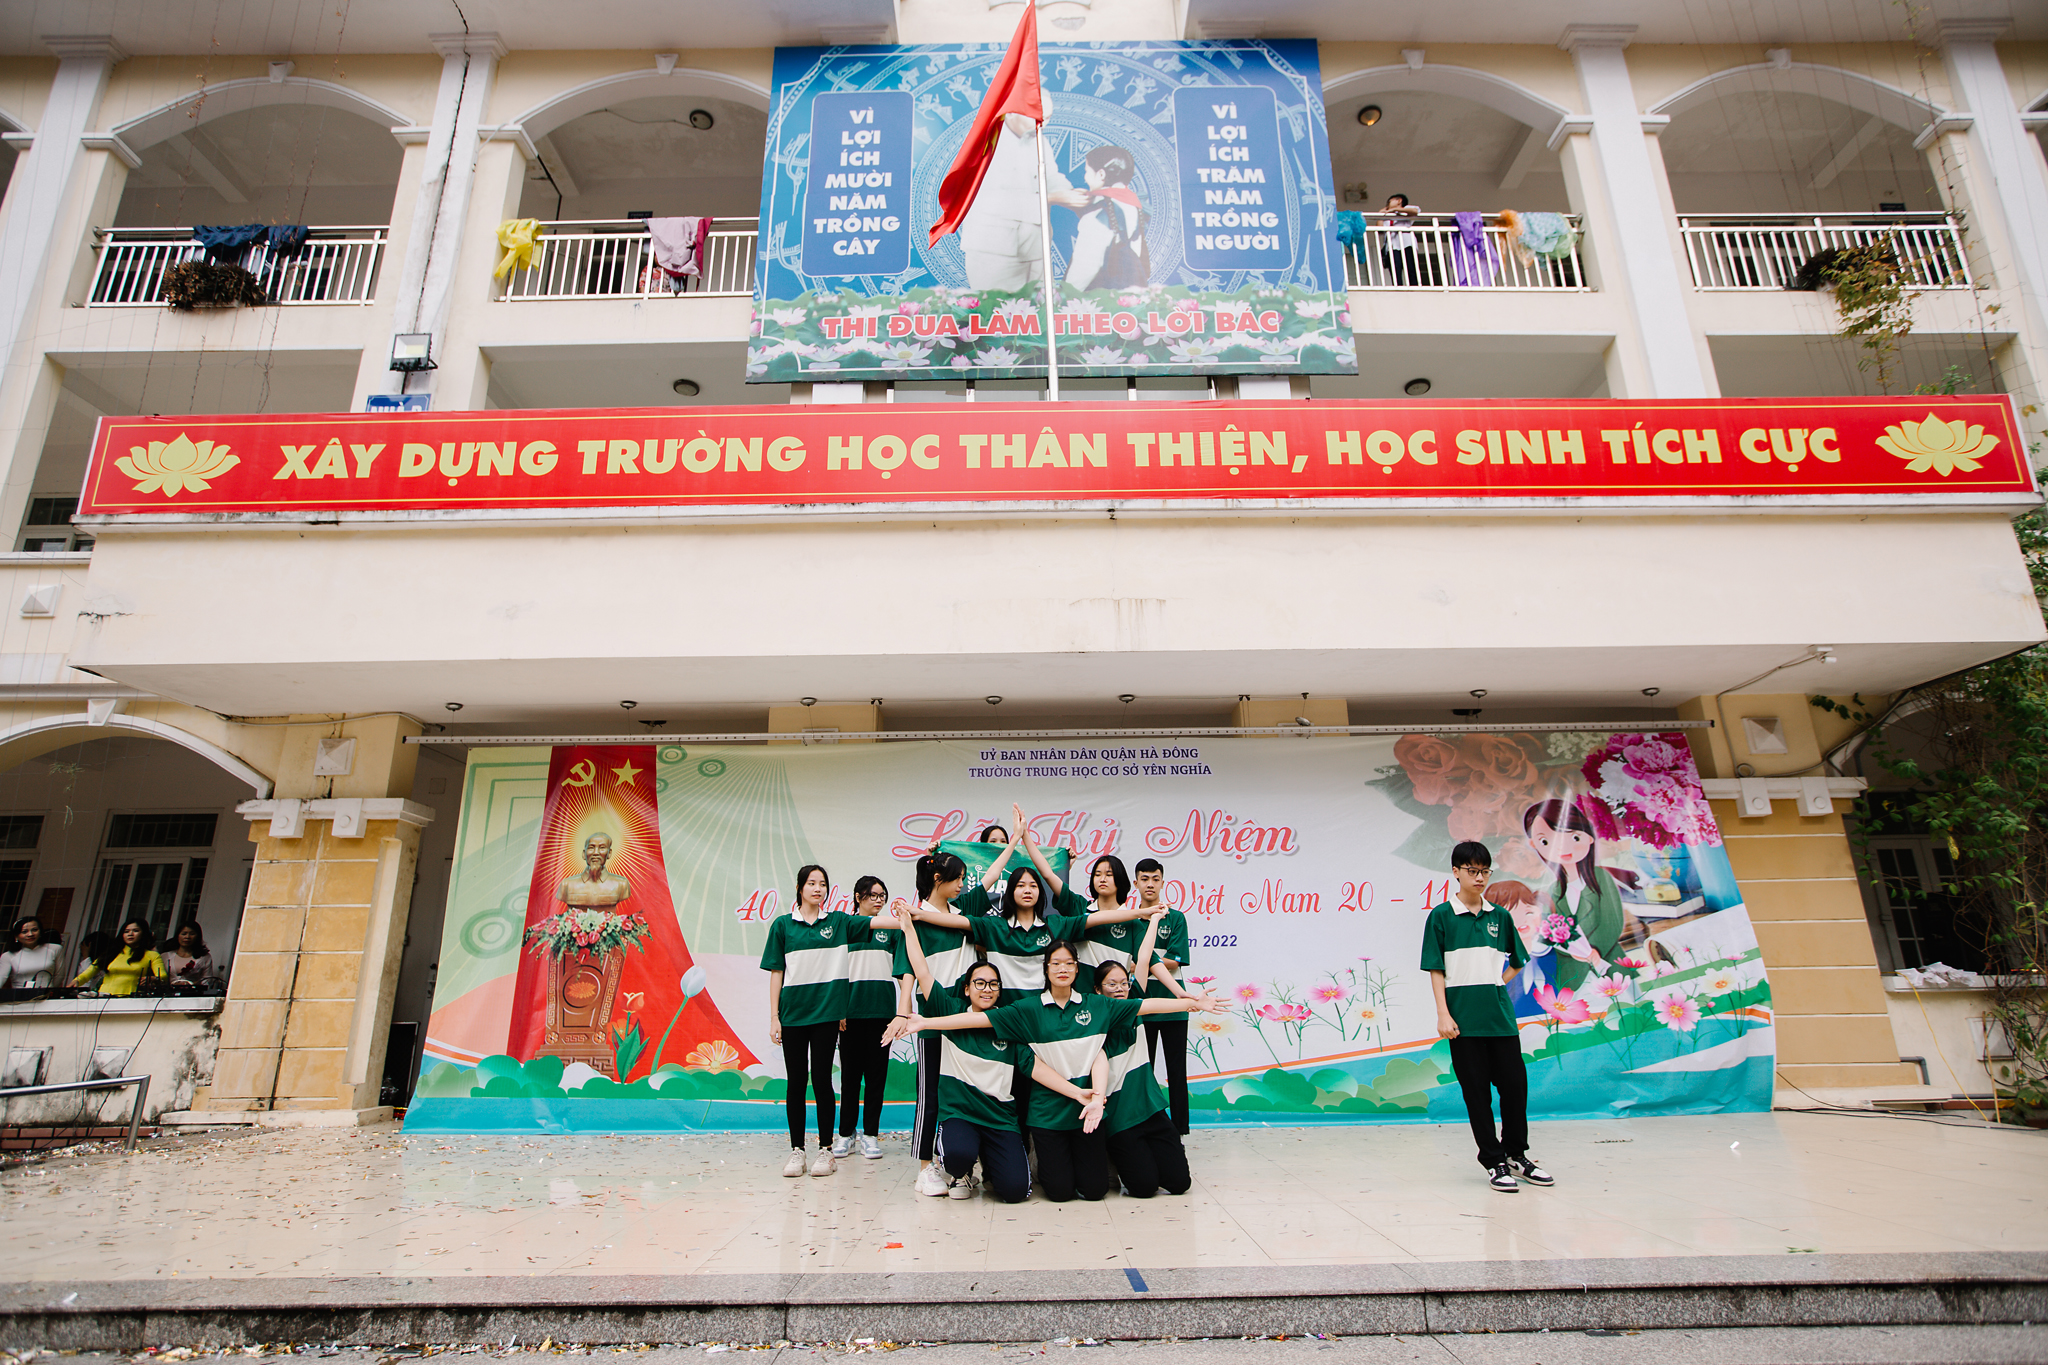 VÌ
LỢI
ÍCH
MƯỜI
NĂM
TRỒNG
CÂY
VÌ
LỢI
ÍCH
TRĂM
NĂM
TRỒNG
NGƯỜI
THI ĐUA LÀM THEO LỜI BÁC
XÂY DỰNG TRƯỜNG HỌC THÂN THIỆN, HỌC SINH TÍCH CỰC
UỶ BAN NHÂN DÂN QUẬN HÀ ĐÔNG
TRƯỜNG TRUNG HỌC CƠ SỞ YÊN NGHĨA
Lễ Kỷ Niệm
40 Việt Nam 20 - 11
2022